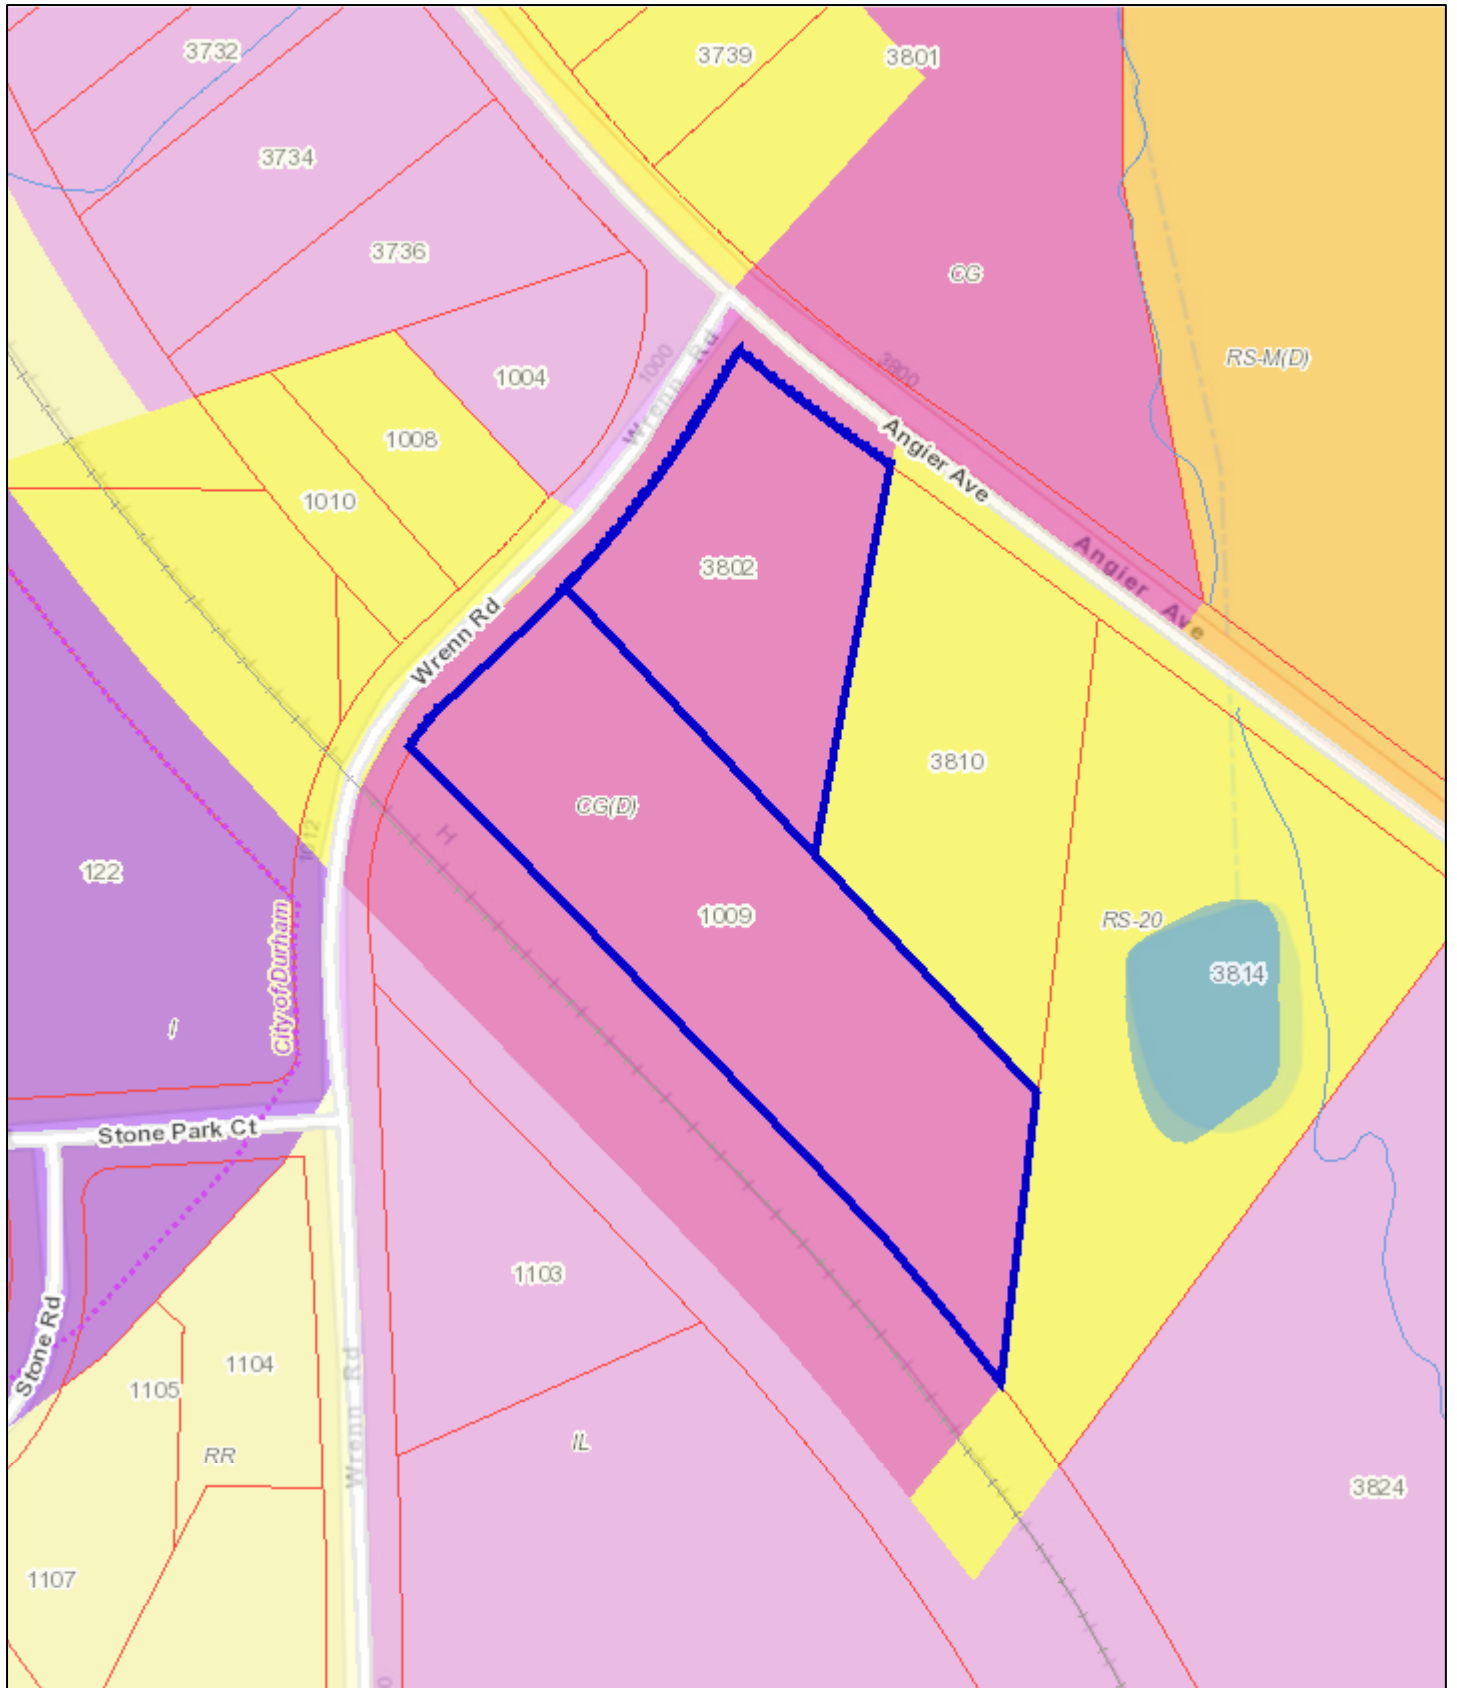 3732
3739
3801
3734
3736
CG
RS-M(D)
1000
Wrenn Rd
3800
1004
1008
Angier Ave
1010
3802
Angier Ave
Wrenn Rd
3810
CG(D)
H
1012
122
1009
RS-20
City of Durham
3814
I
Stone Park Ct
1103
Stone Rd
1104
1105
Wrenn Rd
RR
IL
3824
1107